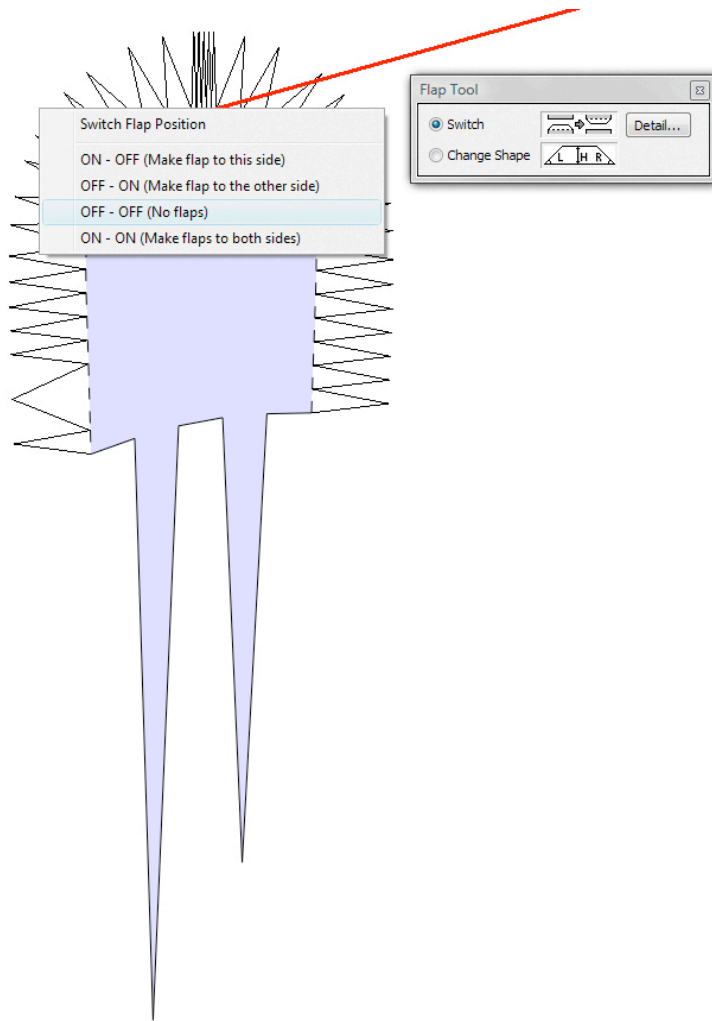 Flap Tool
Switch
Detail...
Change Shape
L H R
Switch Flap Position
ON - OFF (Make flap to this side)
OFF - ON (Make flap to the other side)
OFF - OFF (No flaps)
ON - ON (Make flaps to both sides)